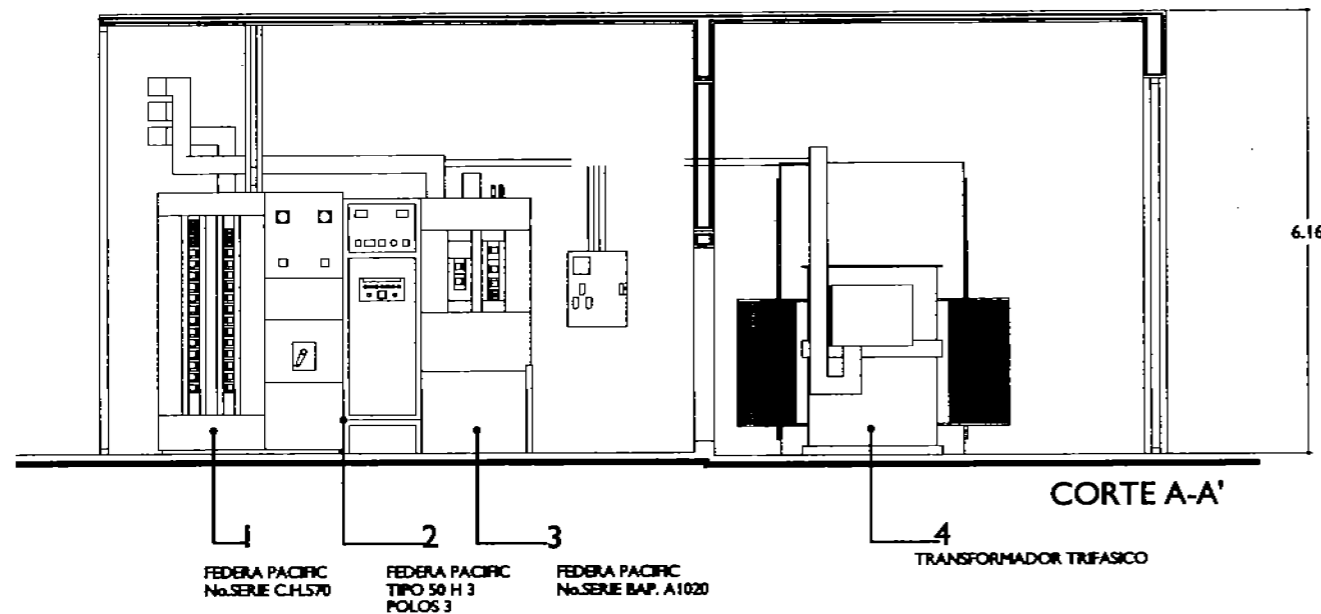 6.16
CORTE A-A'
1
2
3
4
FEDERA PACIFIC
No.SERIE C.H.570
FEDERA PACIFIC
TIPO 50 H 3
POLOS 3
FEDERA PACIFIC
No.SERIE BAP. A1020
TRANSFORMADOR TRIFASICO